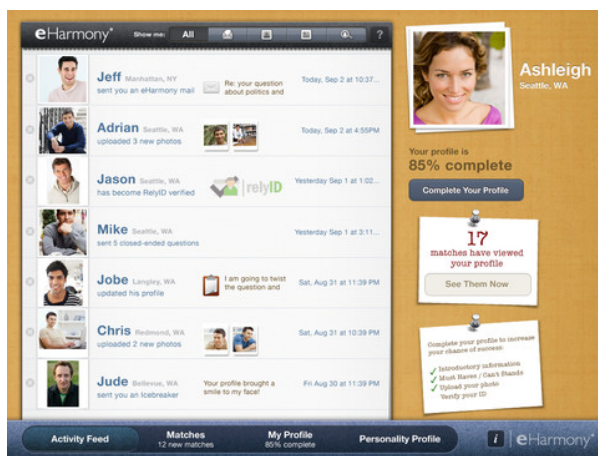 eHarmony
Show me: All ?
Jeff Manhattan, NY
sent you an eHarmony mail
Re: your question
about politics and
Today, Sep 2 at 10:37...
Adrian Seattle, WA
uploaded 3 new photos
Today, Sep 2 at 4:55PM
Jason Seattle, WA
has become RelyID verified
relyID
Yesterday Sep 1 at 1:02...
Mike Seattle, WA
sent 5 closed-ended questions
Yesterday Sep 1 at 3:11...
Jobe Langley, WA
updated his profile
I am going to twist
the question and
Sat, Aug 31 at 11:39 PM
Chris Redmond, WA
uploaded 2 new photos
Sat, Aug 31 at 10:39 PM
Jude Bellevue, WA
sent you an Icebreaker
Your profile brought a
smile to my face!
Fri Aug 30 at 11:39 PM
Ashleigh
Seattle, WA
Your profile is
85% complete
Complete Your Profile
17
matches have viewed
your profile
See Them Now
Complete your profile to increase
your chance of success:
Introductory information
Must Haves / Can't Stands
Upload your photo
Verify your ID
Activity Feed
Matches
12 new matches
My Profile
85% complete
Personality Profile
i
eHarmony